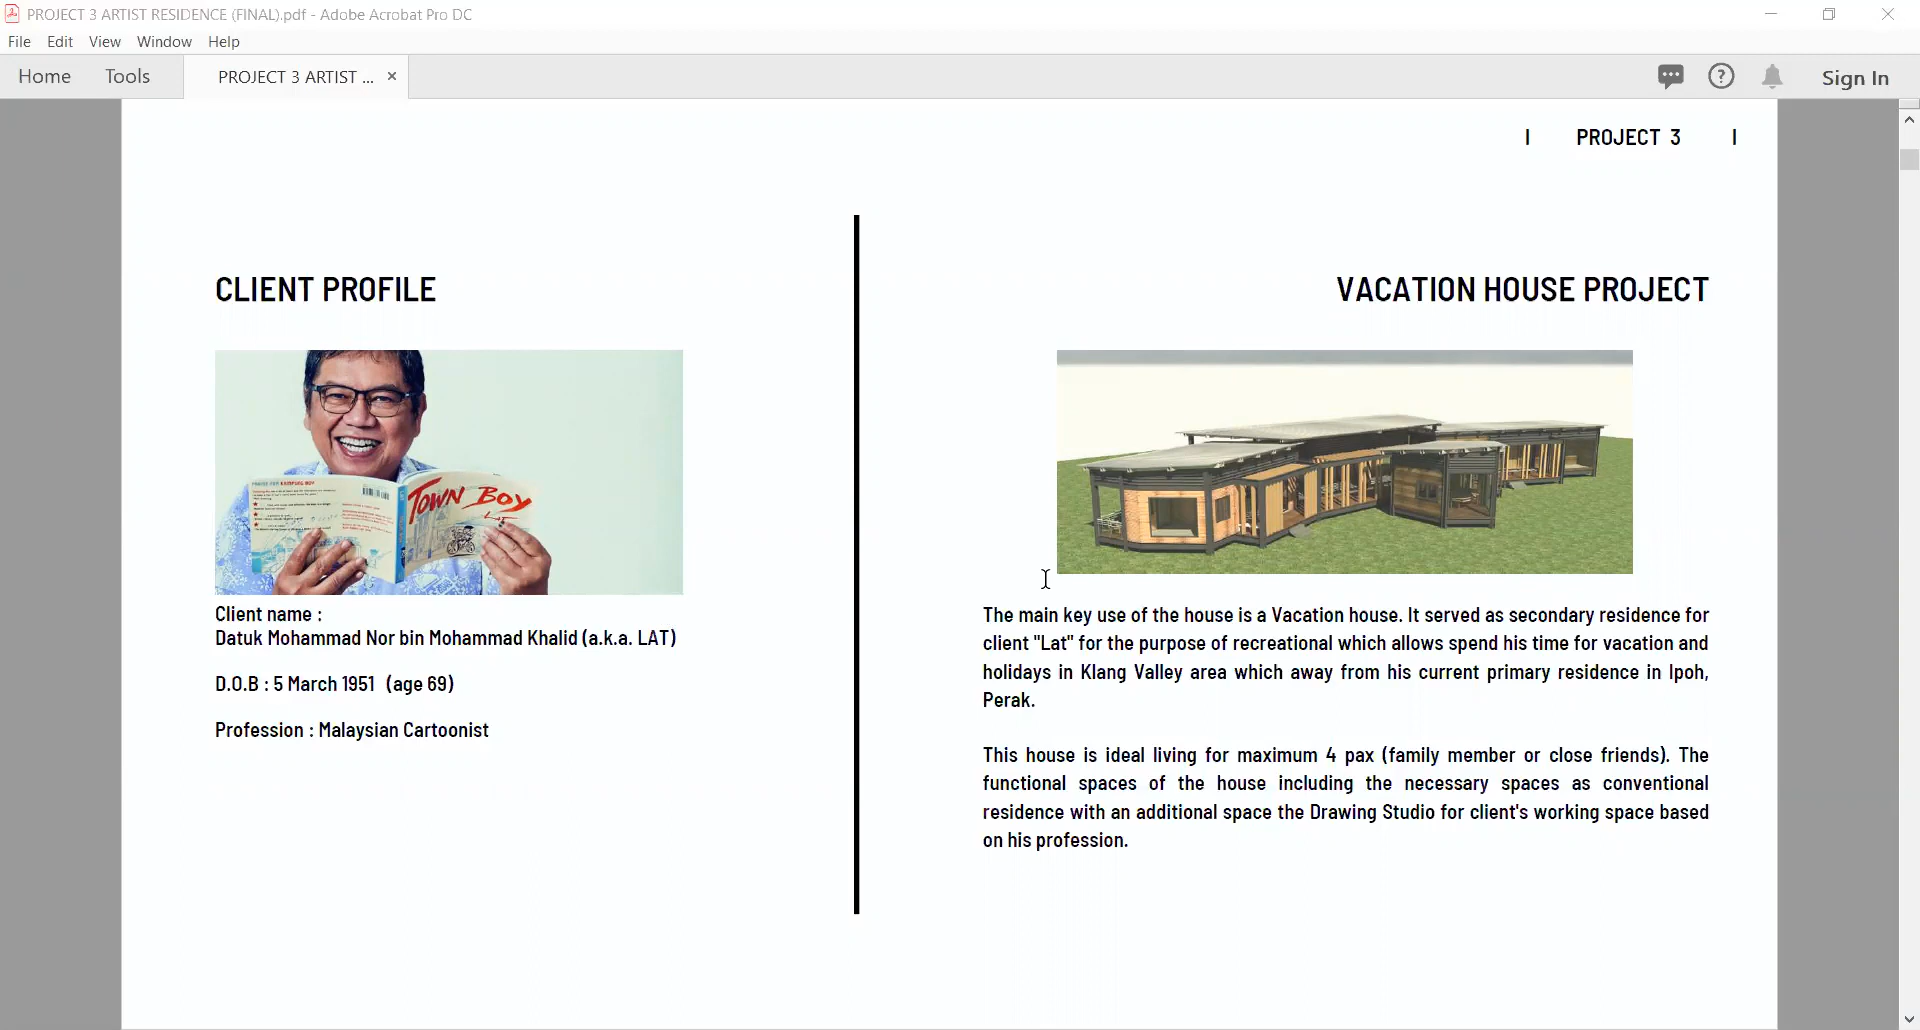 PROJECT 3 ARTIST RESIDENCE (FINAL).pdf - Adobe Acrobat Pro DC
File Edit View Window Help
Home Tools PROJECT 3 ARTIST ... × Sign In
I PROJECT 3 I
CLIENT PROFILE
TOWN BOY
LAT
Client name :
Datuk Mohammad Nor bin Mohammad Khalid (a.k.a. LAT)
D.O.B : 5 March 1951 (age 69)
Profession : Malaysian Cartoonist
VACATION HOUSE PROJECT
The main key use of the house is a Vacation house. It served as secondary residence for
client "Lat" for the purpose of recreational which allows spend his time for vacation and
holidays in Klang Valley area which away from his current primary residence in Ipoh,
Perak.
This house is ideal living for maximum 4 pax (family member or close friends). The
functional spaces of the house including the necessary spaces as conventional
residence with an additional space the Drawing Studio for client's working space based
on his profession.